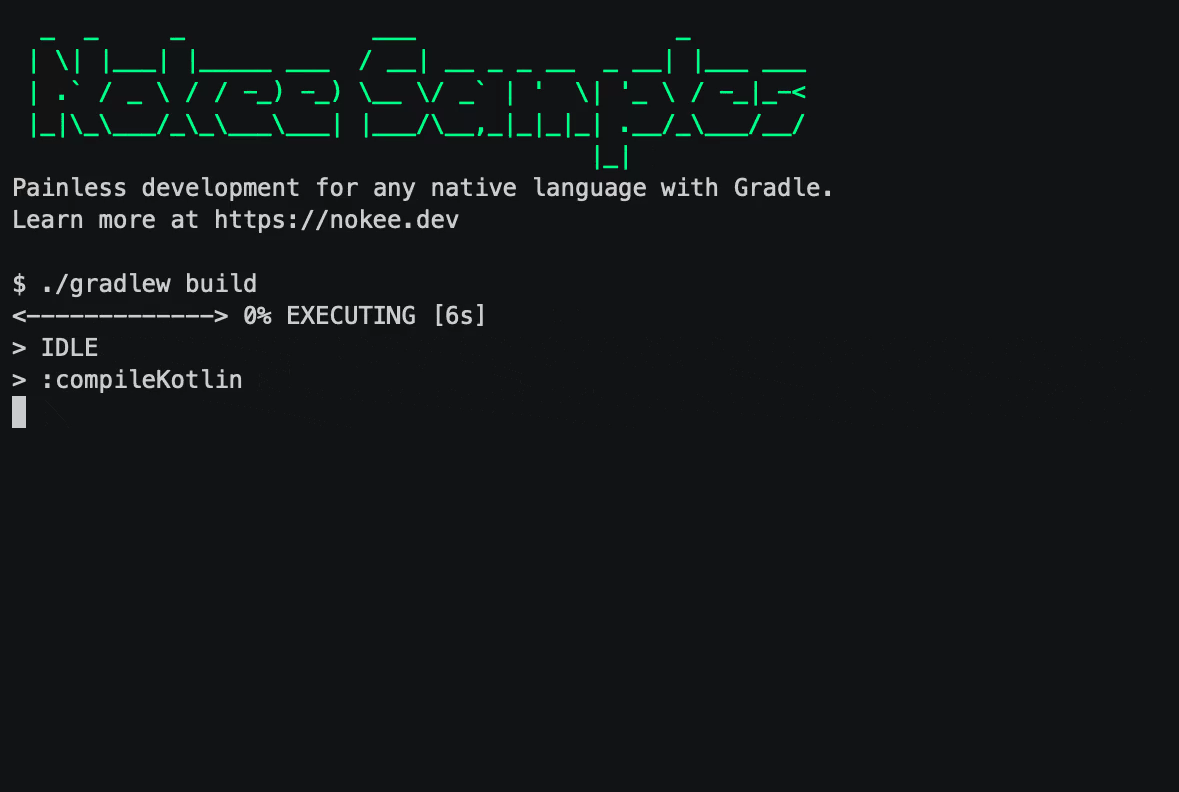 Nokee Samples
Painless development for any native language with Gradle.
Learn more at https://nokee.dev
$ ./gradlew build
<-------------> 0% EXECUTING [6s]
> IDLE
> :compileKotlin